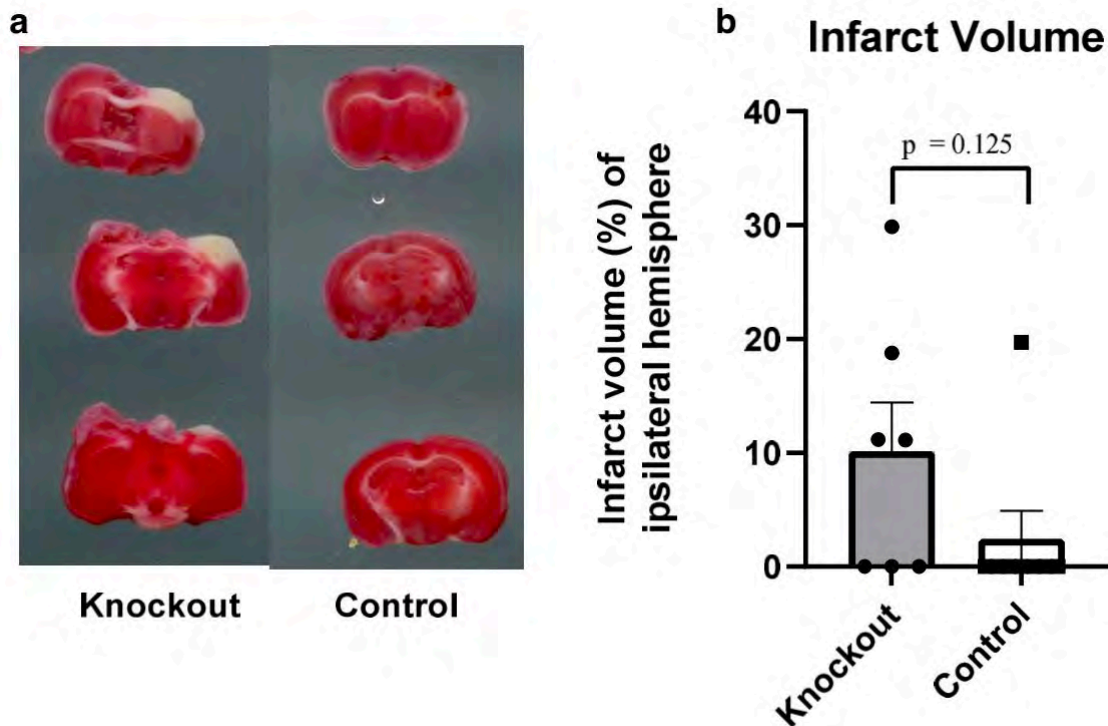 a
Knockout
Control
b
Infarct Volume
Infarct volume (%) of
ipsilateral hemisphere
40
30
20
10
0
p = 0.125
Knockout
Control